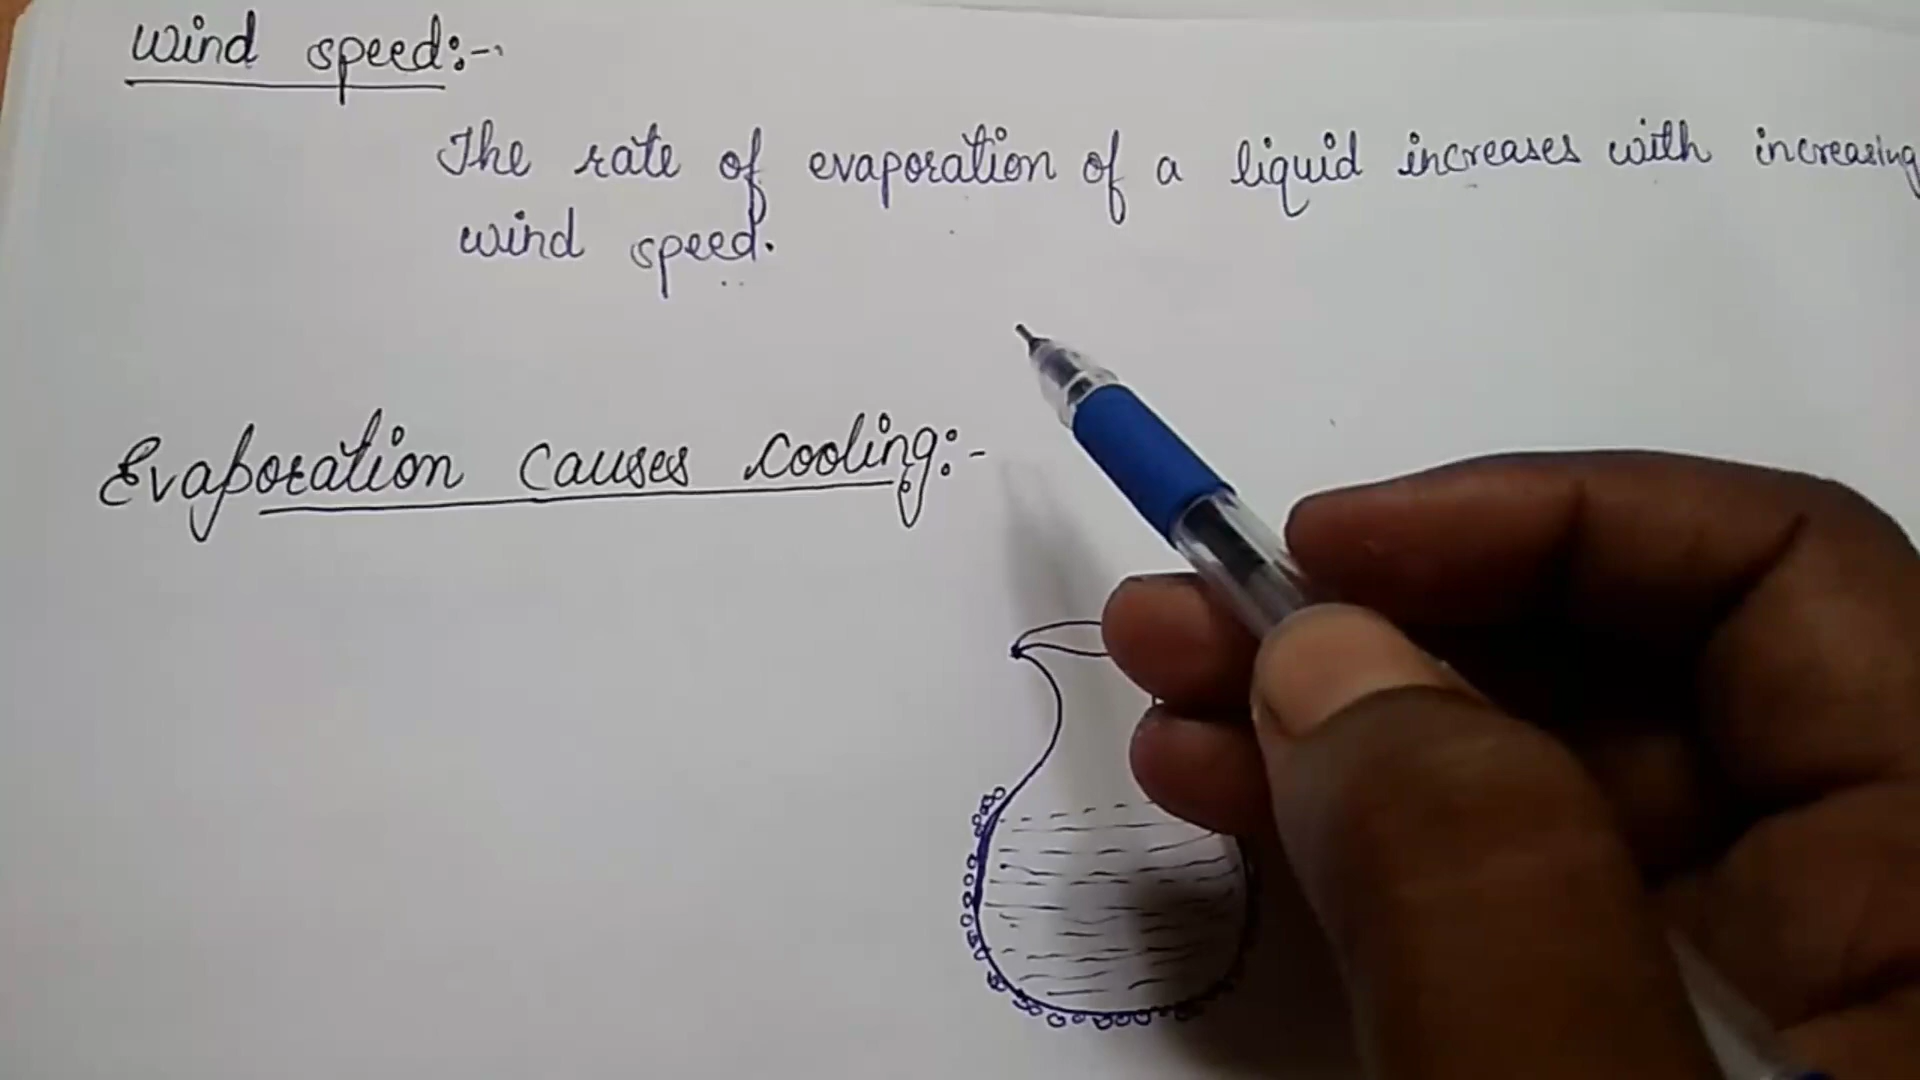 Wind speed:-
The rate of evaporation of a liquid increases with increasing
wind speed.
Evaporation causes cooling:-